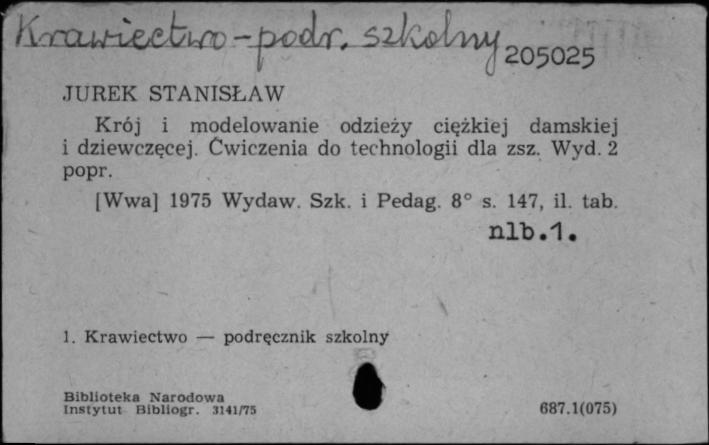 Krawiectwo - podr. szkolny
205025
JUREK STANISŁAW
Krój i modelowanie odzieży ciężkiej damskiej
i dziewczęcej. Ćwiczenia do technologii dla zsz. Wyd. 2
popr.
[Wwa] 1975 Wydaw. Szk. i Pedag. 8° s. 147, il. tab.
nlb.1.
1. Krawiectwo — podręcznik szkolny
Biblioteka Narodowa
Instytut Bibliogr. 3141/75
687.1(075)